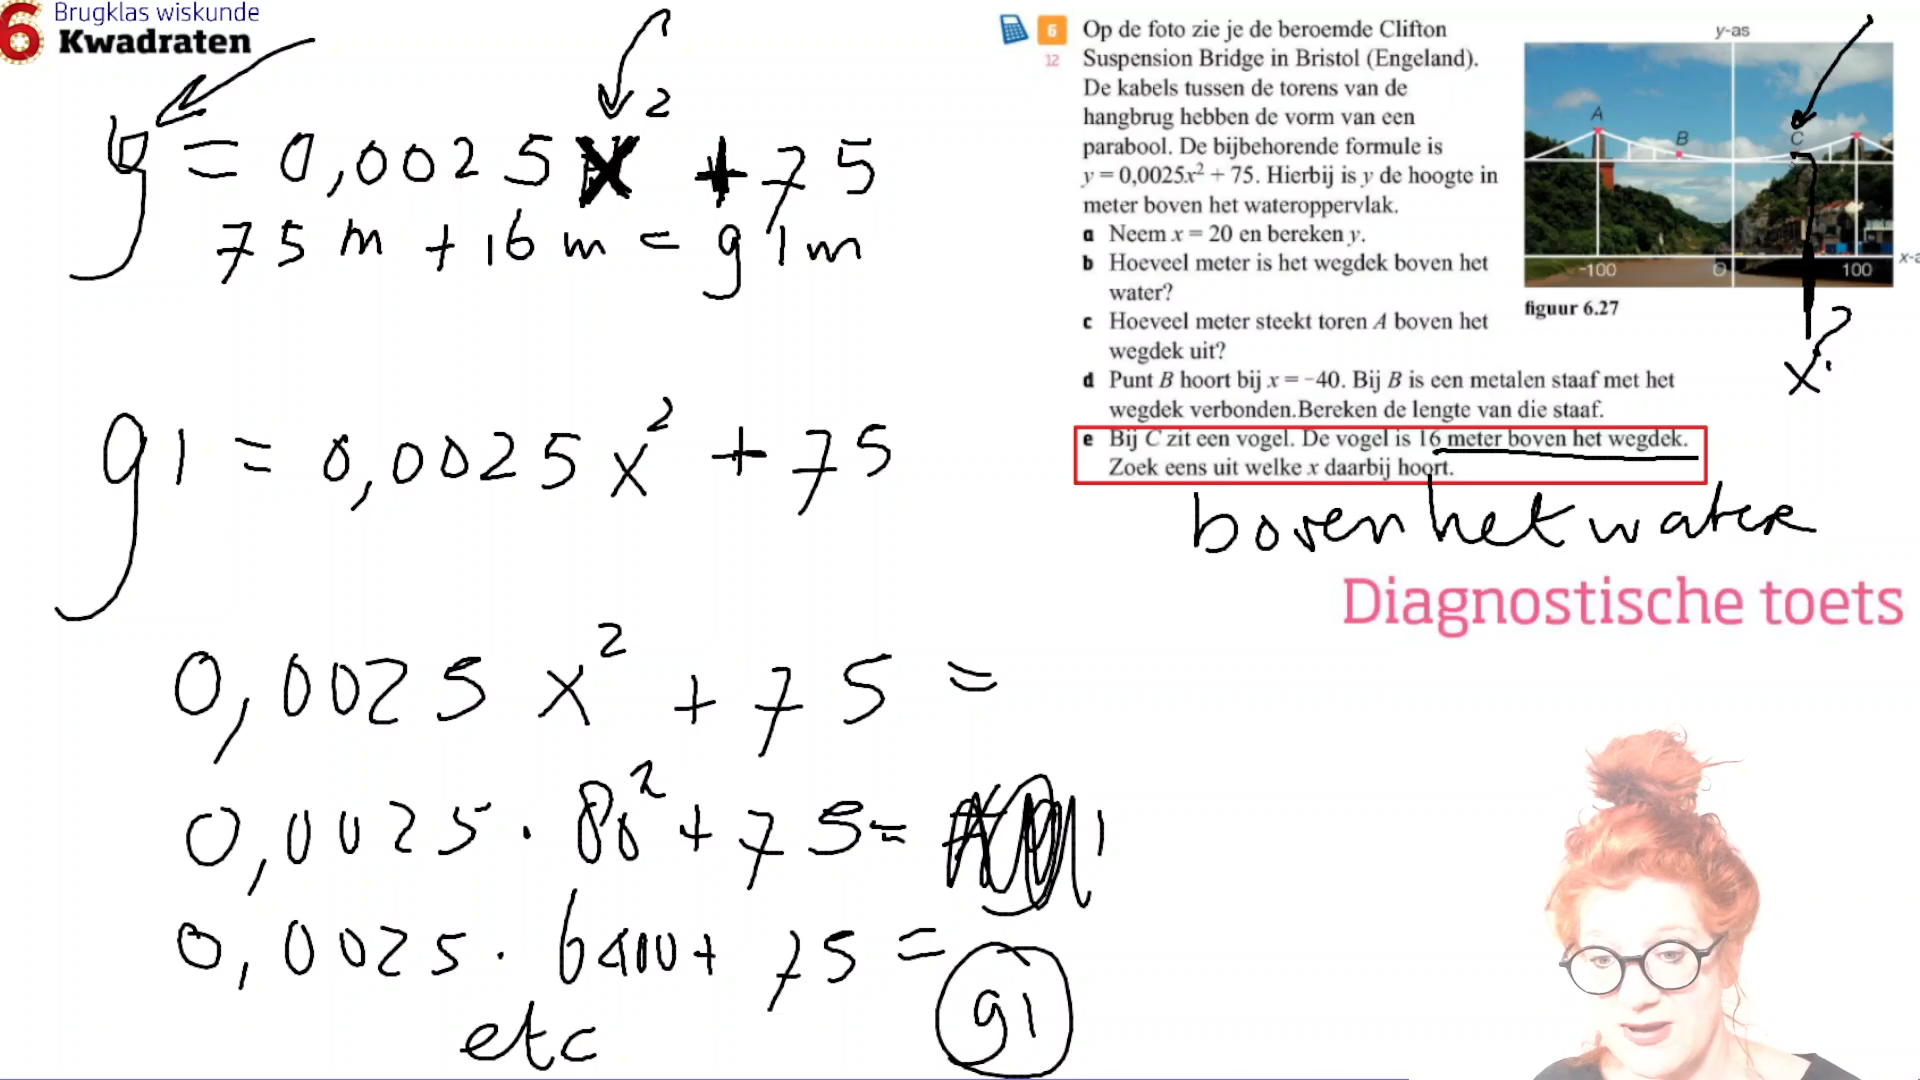 6
Brugklas wiskunde
Kwadraten
y = 0,0025x² + 75
75 m + 16 m = 91 m
91 = 0,0025x² + 75
0,0025 x² + 75 =
0,0025 · 80² + 75 = 91
0,0025 · 6400 + 75 = 91
etc
6
12
Op de foto zie je de beroemde Clifton
Suspension Bridge in Bristol (Engeland).
De kabels tussen de torens van de
hangbrug hebben de vorm van een
parabool. De bijbehorende formule is
y = 0,0025x² + 75. Hierbij is y de hoogte in
meter boven het wateroppervlak.
a Neem x = 20 en bereken y.
b Hoeveel meter is het wegdek boven het
water?
c Hoeveel meter steekt toren A boven het
wegdek uit?
d Punt B hoort bij x = −40. Bij B is een metalen staaf met het
wegdek verbonden.Bereken de lengte van die staaf.
e Bij C zit een vogel. De vogel is 16 meter boven het wegdek.
Zoek eens uit welke x daarbij hoort.
y-as
A
B
C
-100
O
100
figuur 6.27
x?
boven het water
Diagnostische toets